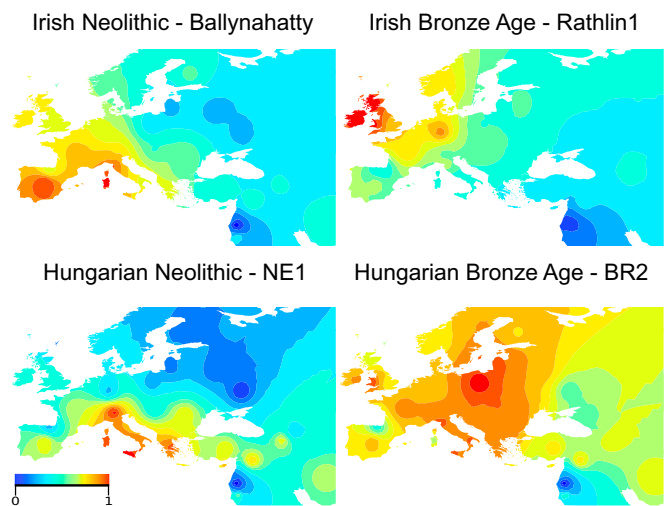 Irish Neolithic - Ballynahatty
Irish Bronze Age - Rathlin1
Hungarian Neolithic - NE1
Hungarian Bronze Age - BR2
0 1